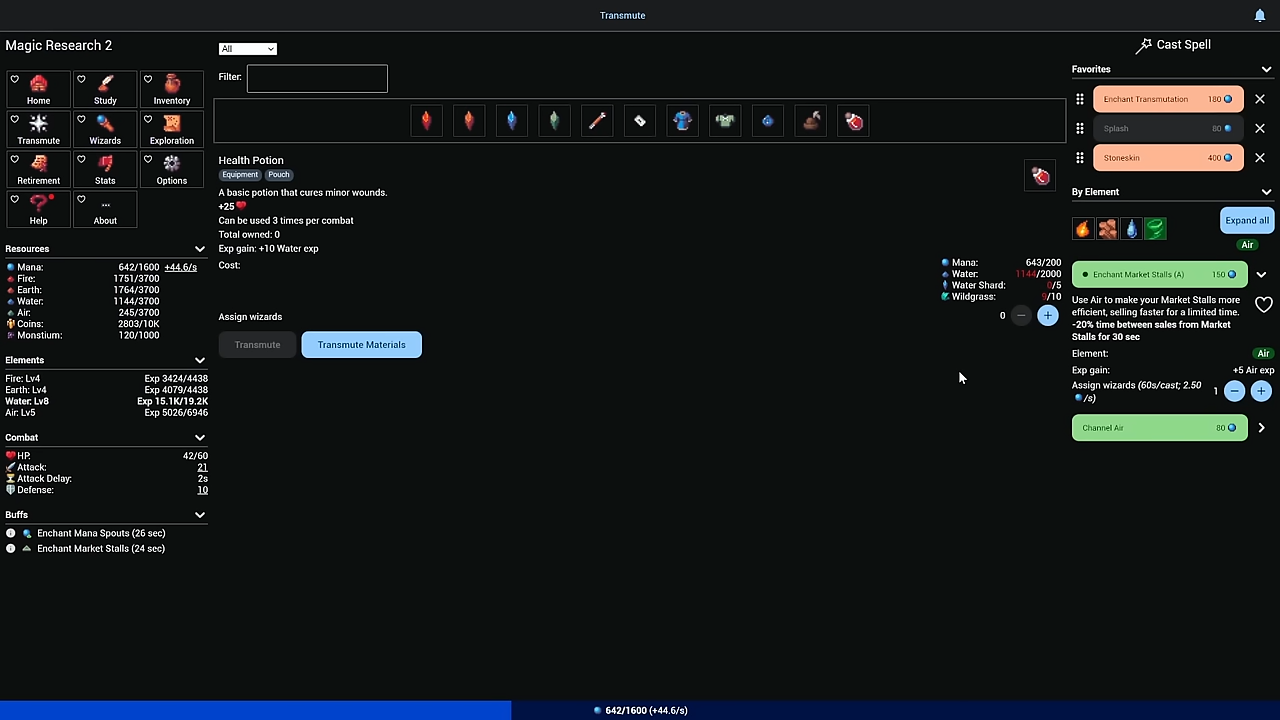 Transmute
Magic Research 2
Home
Study
Inventory
Transmute
Wizards
Exploration
Retirement
Stats
Options
Help
About
Resources
Mana: 642/1600 +44.6/s
Fire: 1751/3700
Earth: 1764/3700
Water: 1144/3700
Air: 245/3700
Coins: 2803/10K
Monstium: 120/1000
Elements
Fire: Lv4 Exp 3424/4438
Earth: Lv4 Exp 4079/4438
Water: Lv8 Exp 15.1K/19.2K
Air: Lv5 Exp 5026/6946
Combat
HP: 42/60
Attack: 21
Attack Delay: 2s
Defense: 10
Buffs
Enchant Mana Spouts (26 sec)
Enchant Market Stalls (24 sec)
All
Filter:
Health Potion
Equipment Pouch
A basic potion that cures minor wounds.
+25
Can be used 3 times per combat
Total owned: 0
Exp gain: +10 Water exp
Cost:
Mana: 643/200
Water: 1144/2000
Water Shard: 0/5
Wildgrass: 9/10
Assign wizards
0 − +
Transmute
Transmute Materials
Cast Spell
Favorites
Enchant Transmutation 180
Splash 80
Stoneskin 400
By Element
Expand all
Air
Enchant Market Stalls (A) 150
Use Air to make your Market Stalls more
efficient, selling faster for a limited time.
-20% time between sales from Market
Stalls for 30 sec
Element: Air
Exp gain: +5 Air exp
Assign wizards (60s/cast; 2.50
/s)
1 − +
Channel Air 80
642/1600 (+44.6/s)